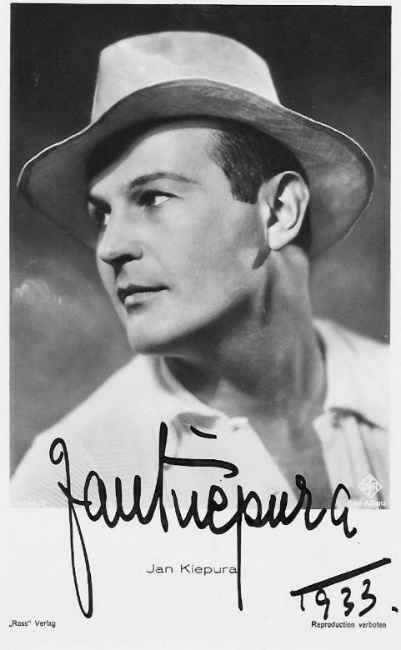 Jan Kiepura
Jan Kiepura
1933.
„Ross" Verlag
Reproduction verboten